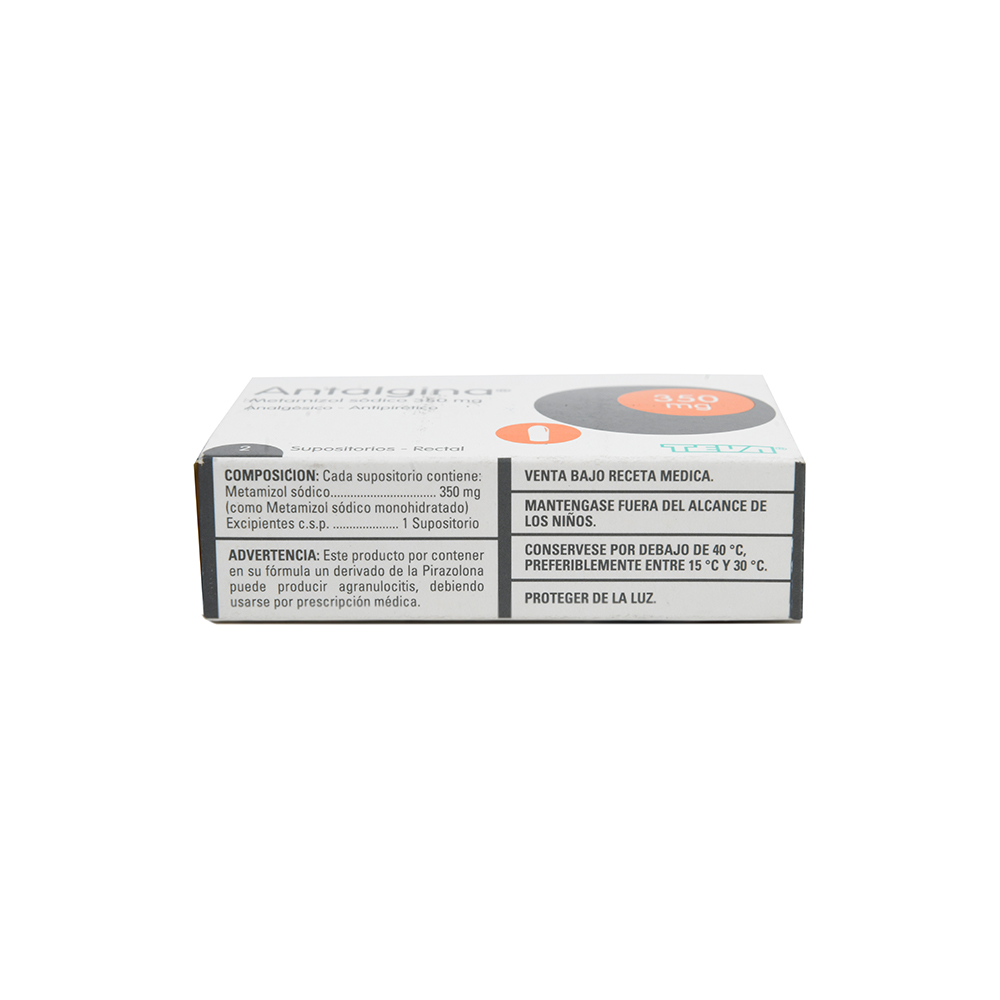 Antalgina
Metamizol sódico 350 mg
Analgésico - Antipirético
350
mg
2 Supositorios - Rectal
TEVA
COMPOSICION: Cada supositorio contiene:
Metamizol sódico................................ 350 mg
(como Metamizol sódico monohidratado)
Excipientes c.s.p. .................... 1 Supositorio
ADVERTENCIA: Este producto por contener
en su fórmula un derivado de la Pirazolona
puede producir agranulocitis, debiendo
usarse por prescripción médica.
VENTA BAJO RECETA MEDICA.
MANTENGASE FUERA DEL ALCANCE DE
LOS NIÑOS.
CONSERVESE POR DEBAJO DE 40 °C,
PREFERIBLEMENTE ENTRE 15 °C Y 30 °C.
PROTEGER DE LA LUZ.